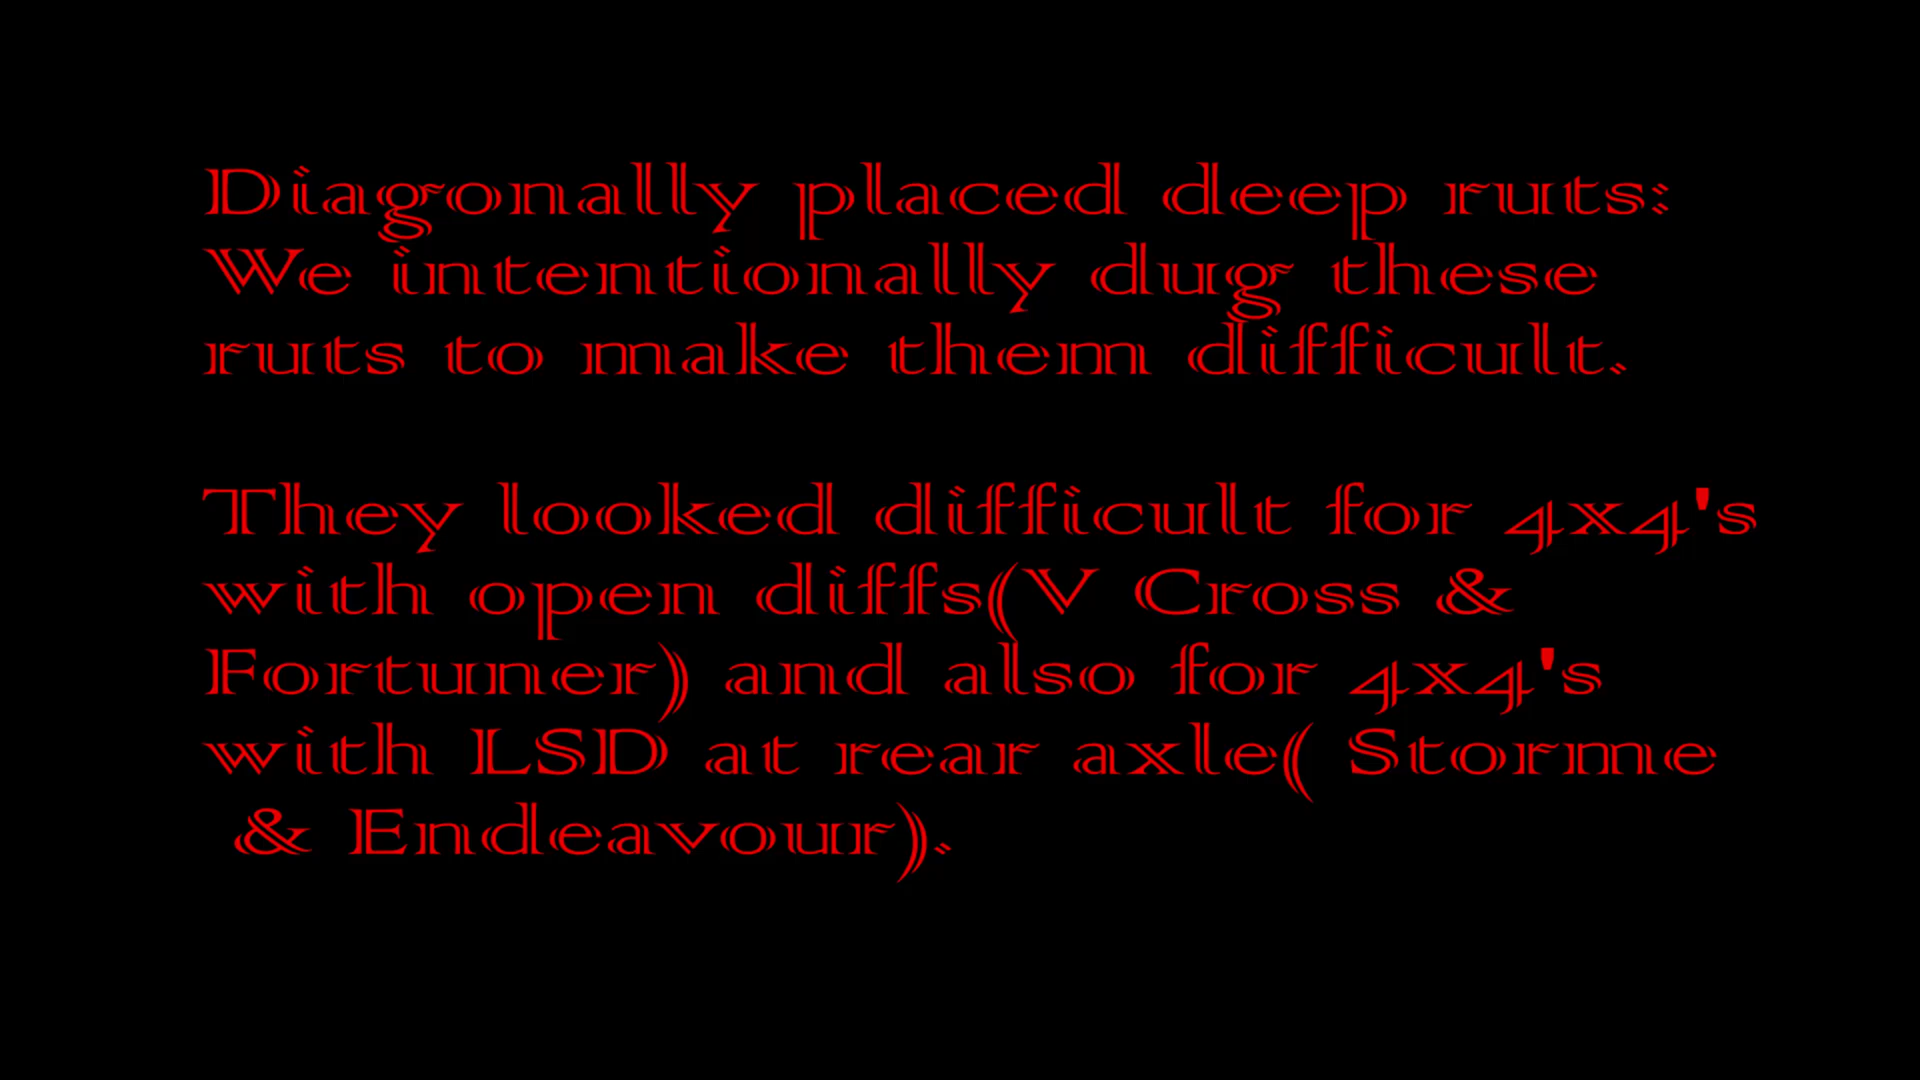 Diagonally placed deep ruts:
We intentionally dug these
ruts to make them difficult.
They looked difficult for 4x4's
with open diffs(V Cross &
Fortuner) and also for 4x4's
with LSD at rear axle( Storme
& Endeavour).